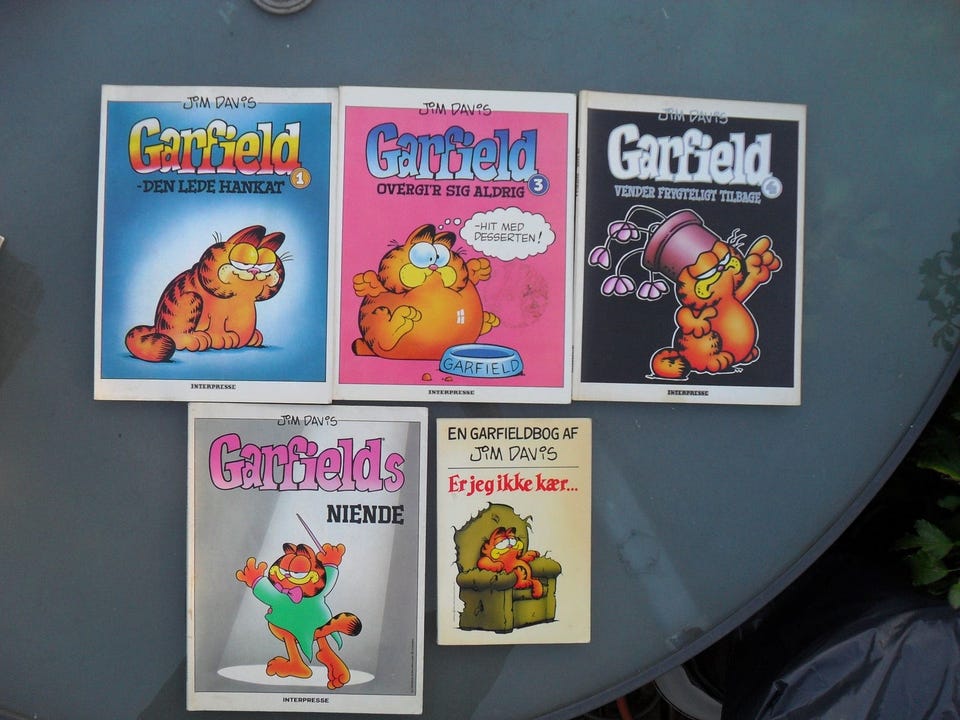 JIM DAVIS
Garfield
-DEN LEDE HANKAT
1
INTERPRESSE
JIM DAVIS
Garfield
OVERGI'R SIG ALDRIG
3
-HIT MED
DESSERTEN!
GARFIELD
INTERPRESSE
JIM DAVIS
Garfield
VENDER FRYGTELIGT TILBAGE
4
INTERPRESSE
JIM DAVIS
Garfields
NIENDE
INTERPRESSE
EN GARFIELDBOG AF
JIM DAVIS
Er jeg ikke kær...